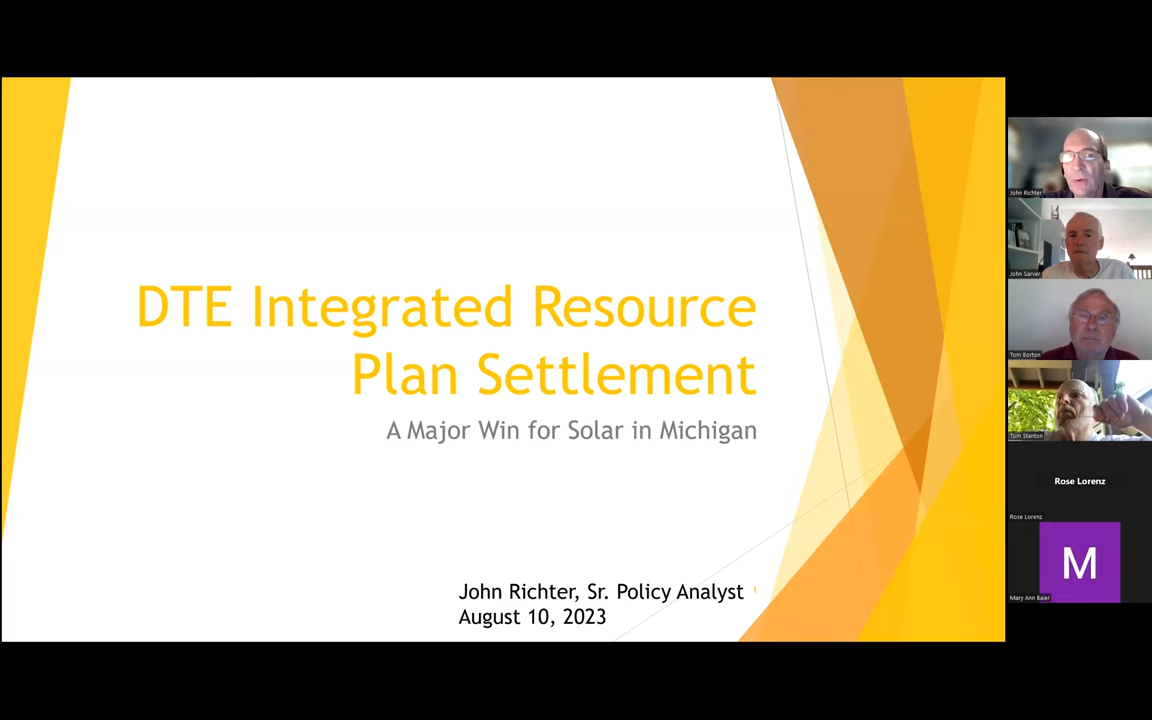 DTE Integrated Resource
Plan Settlement
A Major Win for Solar in Michigan
John Richter, Sr. Policy Analyst
1
August 10, 2023
John Richter
John Sarver
Tom Borton
Tom Stanton
Rose Lorenz
Rose Lorenz
M
Mary Ann Baier